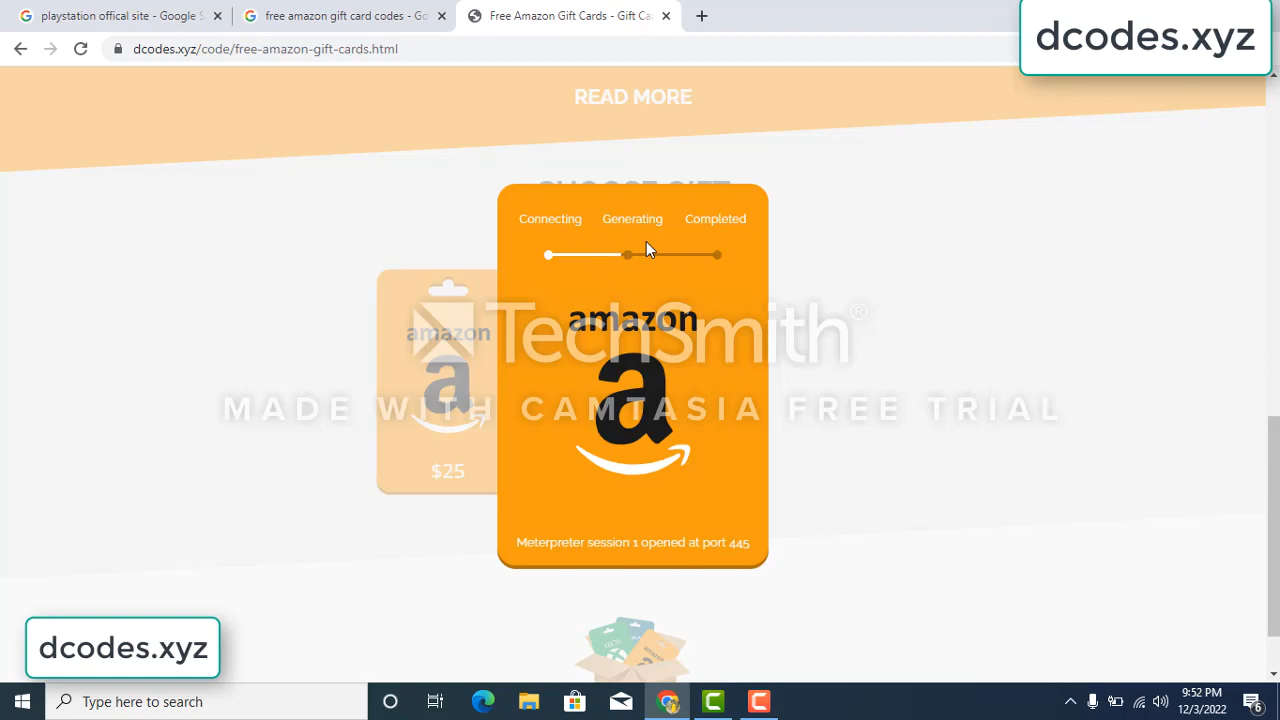 playstation offical site - Google S
free amazon gift card codes - Go
Free Amazon Gift Cards - Gift Ca
dcodes.xyz/code/free-amazon-gift-cards.html
dcodes.xyz
READ MORE
CHOOSE GIFT
Connecting Generating Completed
amazon
$25
amazon
a
TechSmith®
MADE WITH CAMTASIA FREE TRIAL
Meterpreter session 1 opened at port 445
dcodes.xyz
Type here to search
9:52 PM
12/3/2022
6